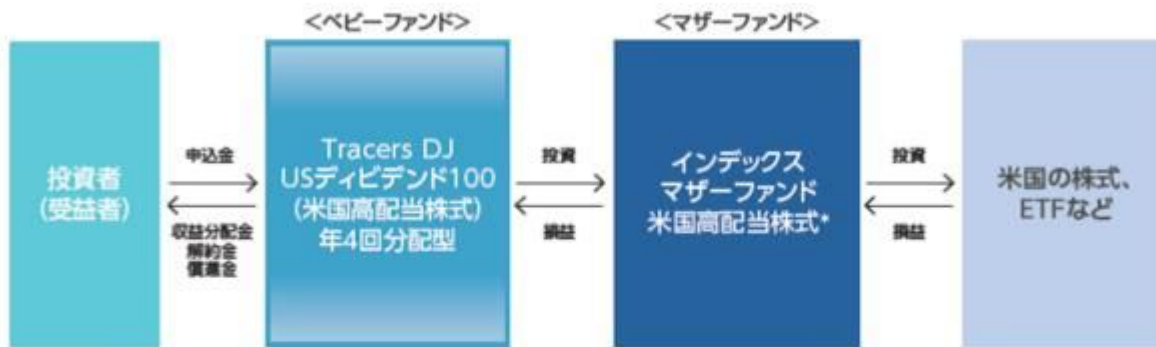 <ベビーファンド>
<マザーファンド>
投資者
(受益者)
申込金
収益分配金
解約金
償還金
Tracers DJ
USディビデンド100
(米国高配当株式)
年4回分配型
投資
損益
インデックス
マザーファンド
米国高配当株式*
投資
損益
米国の株式、
ETFなど